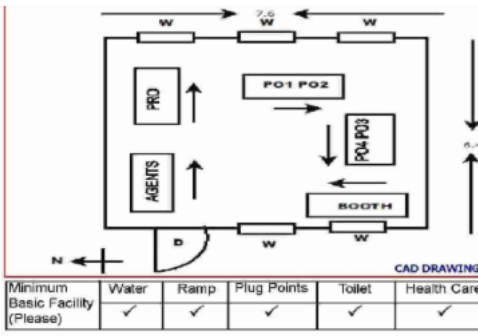 7.6
W W W
PRO
PO1 PO2
PO4 PO3
AGENTS
BOOTH
D
W W
N
CAD DRAWING
Minimum Basic Facility (Please) Water Ramp Plug Points Toilet Health Care
✓ ✓ ✓ ✓ ✓